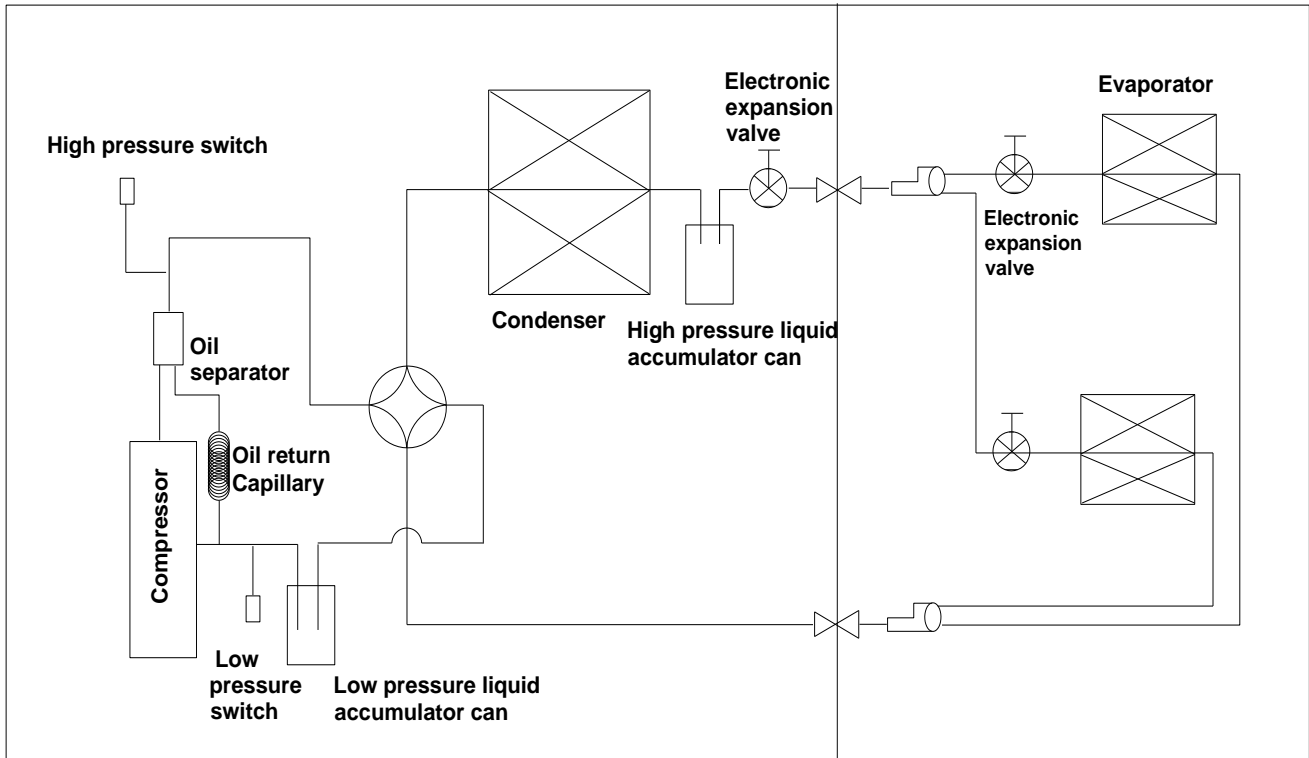 Electronic
expansion
valve
Evaporator
High pressure switch
Electronic
expansion
valve
Condenser
High pressure liquid
accumulator can
Oil
separator
Oil return
Capillary
Compressor
Low
pressure
switch
Low pressure liquid
accumulator can